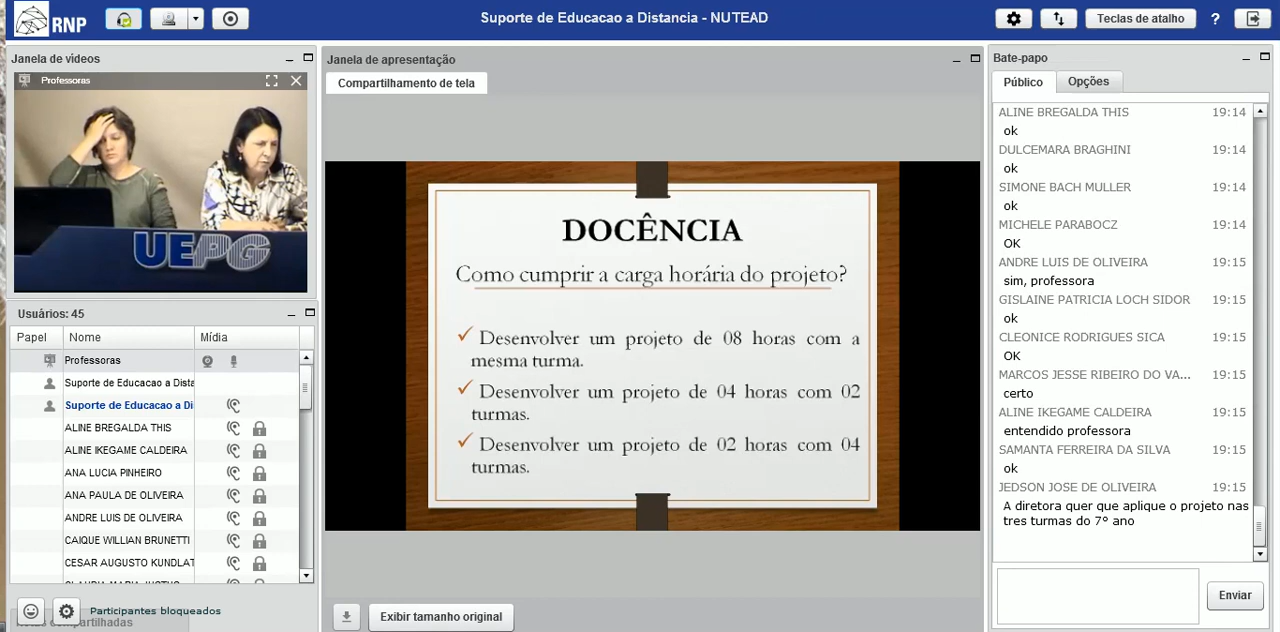 RNP
Suporte de Educacao a Distancia - NUTEAD
Teclas de atalho
?
Janela de vídeos
Professoras
UEPG
Usuários: 45
Papel Nome Mídia
Professoras
Suporte de Educacao a Dista
Suporte de Educacao a Di
ALINE BREGALDA THIS
ALINE IKEGAME CALDEIRA
ANA LUCIA PINHEIRO
ANA PAULA DE OLIVEIRA
ANDRE LUIS DE OLIVEIRA
CAIQUE WILLIAN BRUNETTI
CESAR AUGUSTO KUNDLAT
Participantes bloqueados
Notas compartilhadas
Janela de apresentação
Compartilhamento de tela
DOCÊNCIA
Como cumprir a carga horária do projeto?
✓ Desenvolver um projeto de 08 horas com a
mesma turma.
✓ Desenvolver um projeto de 04 horas com 02
turmas.
✓ Desenvolver um projeto de 02 horas com 04
turmas.
Exibir tamanho original
Bate-papo
Público Opções
ALINE BREGALDA THIS 19:14
ok
DULCEMARA BRAGHINI 19:14
ok
SIMONE BACH MULLER 19:14
ok
MICHELE PARABOCZ 19:14
OK
ANDRE LUIS DE OLIVEIRA 19:15
sim, professora
GISLAINE PATRICIA LOCH SIDOR 19:15
ok
CLEONICE RODRIGUES SICA 19:15
OK
MARCOS JESSE RIBEIRO DO VA... 19:15
certo
ALINE IKEGAME CALDEIRA 19:15
entendido professora
SAMANTA FERREIRA DA SILVA 19:15
ok
JEDSON JOSE DE OLIVEIRA 19:15
A diretora quer que aplique o projeto nas
tres turmas do 7º ano
Enviar